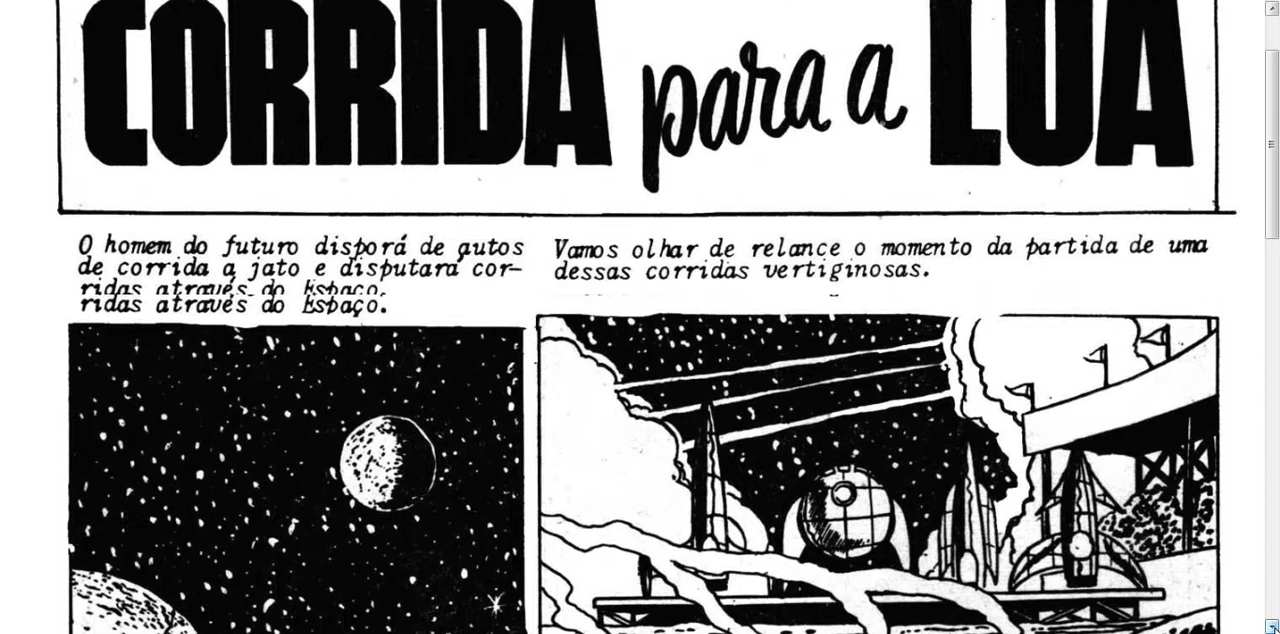 CORRIDA para a LUA
O homem do futuro disporá de autos
de corrida a jato e disputará cor-
ridas através do Espaço.
ridas através do Espaço.
Vamos olhar de relance o momento da partida de uma
dessas corridas vertiginosas.